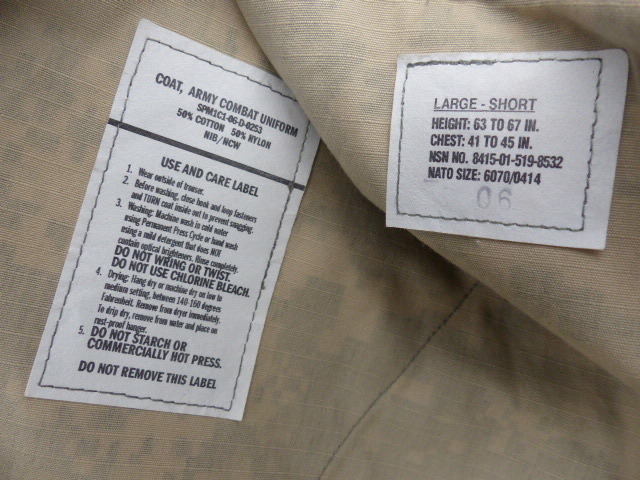 COAT, ARMY COMBAT UNIFORM
SPM1C1-06-D-0253
50% COTTON 50% NYLON
NIB/NCW
USE AND CARE LABEL
1. Wear outside of trouser.
2. Before washing, close hook and loop fasteners
and TURN coat inside out to prevent snagging.
3. Washing: Machine wash in cold water
using Permanent Press Cycle or hand wash
using a mild detergent that does NOT
contain optical brighteners. Rinse completely.
DO NOT WRING OR TWIST.
DO NOT USE CHLORINE BLEACH.
4. Drying: Hang dry or machine dry on low to
medium setting, between 140-160 degrees
Fahrenheit. Remove from dryer immediately.
To drip dry, remove from water and place on
rust-proof hanger.
5. DO NOT STARCH OR
COMMERCIALLY HOT PRESS.
DO NOT REMOVE THIS LABEL
LARGE - SHORT
HEIGHT: 63 TO 67 IN.
CHEST: 41 TO 45 IN.
NSN NO. 8415-01-519-8532
NATO SIZE: 6070/0414
06